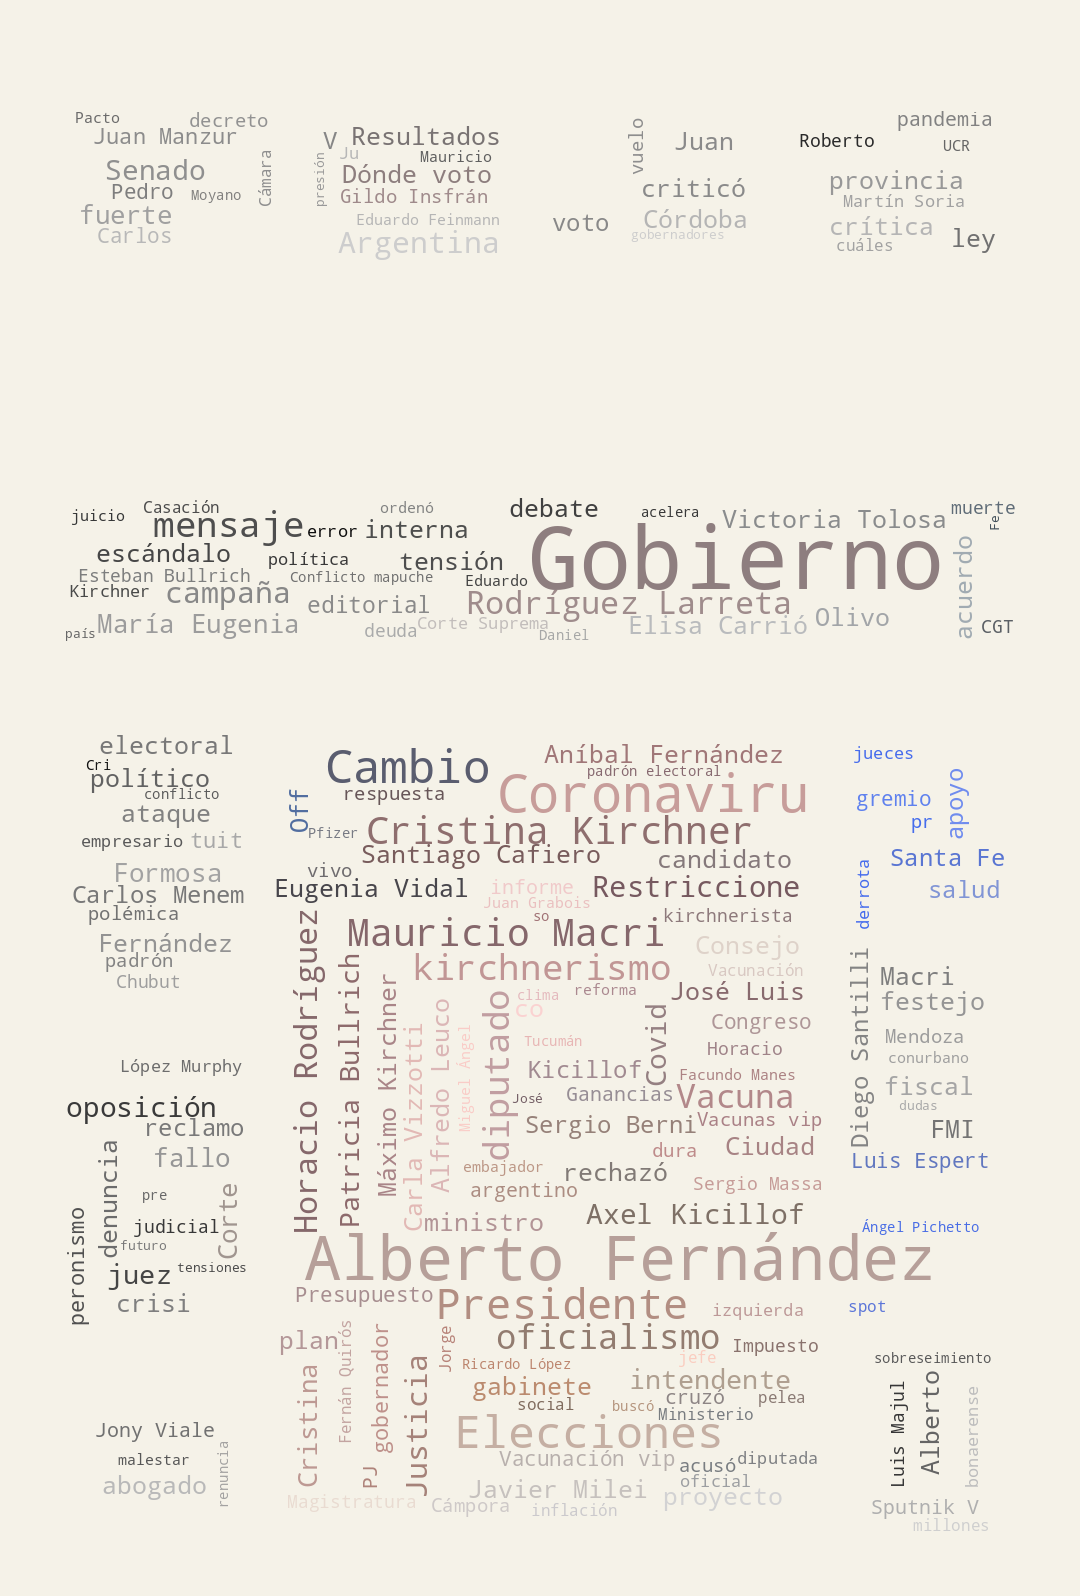 Pacto
decreto
Juan Manzur
Senado
Pedro
Moyano
Cámara
fuerte
Carlos
V
Resultados
Ju
Mauricio
presión
Dónde voto
Gildo Insfrán
Eduardo Feinmann
Argentina
voto
vuelo
Juan
criticó
Córdoba
gobernadores
Roberto
pandemia
UCR
provincia
Martín Soria
crítica
cuáles
ley
juicio
Casación
mensaje
error
ordenó
interna
debate
acelera
Victoria Tolosa
muerte
Fe
escándalo
política
tensión
Gobierno
acuerdo
Esteban Bullrich
Conflicto mapuche
Eduardo
Kirchner
campaña
editorial
Rodríguez Larreta
Olivo
país
María Eugenia
deuda
Corte Suprema
Daniel
Elisa Carrió
CGT
electoral
Cri
político
conflicto
ataque
empresario
tuit
Formosa
Carlos Menem
polémica
Fernández
padrón
Chubut
Cambio
Aníbal Fernández
padrón electoral
Off
respuesta
Coronaviru
Pfizer
Cristina Kirchner
Santiago Cafiero
candidato
vivo
Eugenia Vidal
informe
Restriccione
Juan Grabois
so
kirchnerista
Mauricio Macri
Consejo
kirchnerismo
Vacunación
jueces
gremio
apoyo
pr
Santa Fe
derrota
salud
Horacio Rodríguez
Patricia Bullrich
Máximo Kirchner
Carla Vizzotti
Alfredo Leuco
Miguel Ángel
diputado
clima
co
reforma
José Luis
Tucumán
Covid
Congreso
Kicillof
Horacio
Facundo Manes
José
Ganancias
Vacuna
Sergio Berni
Vacunas vip
dura
Ciudad
embajador
rechazó
argentino
Sergio Massa
ministro
Axel Kicillof
Diego Santilli
Macri
festejo
Mendoza
conurbano
fiscal
dudas
FMI
Luis Espert
Ángel Pichetto
López Murphy
oposición
reclamo
denuncia
fallo
pre
Corte
peronismo
judicial
futuro
juez
tensiones
crisi
Alberto Fernández
Presupuesto
Presidente
izquierda
spot
plan
Fernán Quirós
gobernador
Jorge
oficialismo
Impuesto
jefe
Ricardo López
Cristina
Justicia
gabinete
intendente
social
buscó
cruzó
pelea
Ministerio
Elecciones
PJ
Vacunación vip
acusó
diputada
Javier Milei
oficial
proyecto
Magistratura
Cámpora
inflación
Jony Viale
malestar
renuncia
abogado
sobreseimiento
Luis Majul
Alberto
bonaerense
Sputnik V
millones